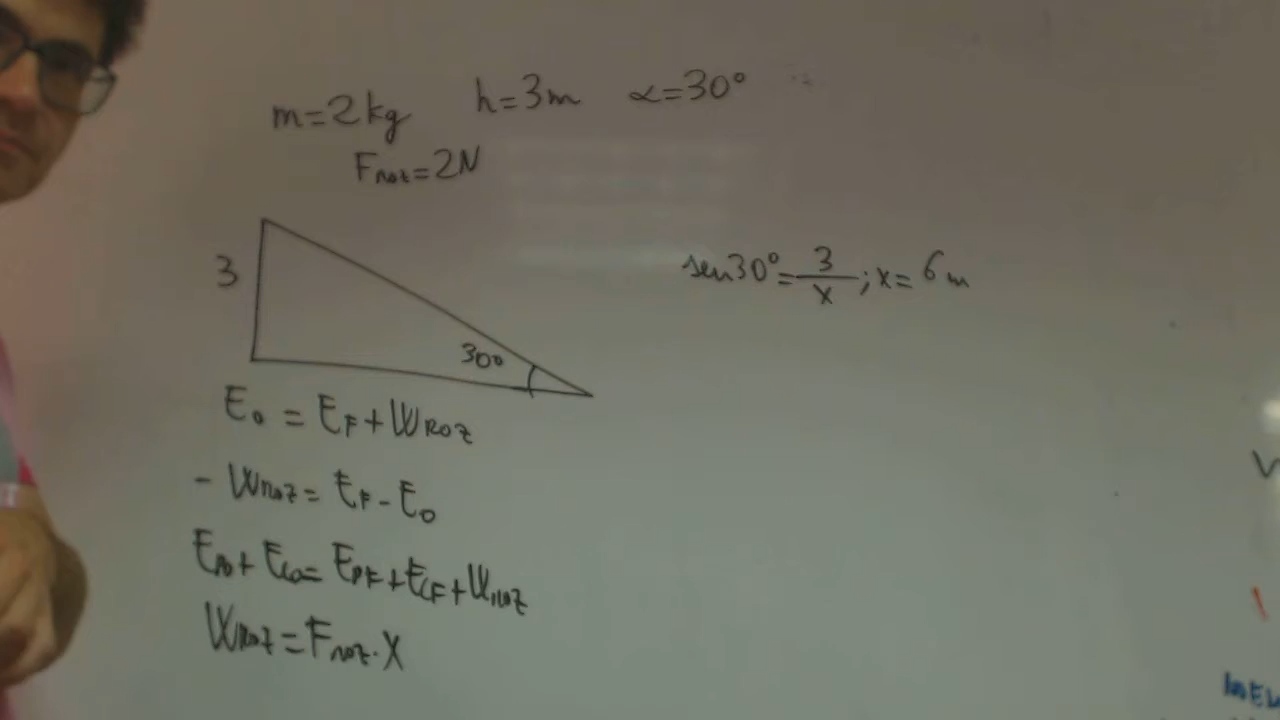 m=2kg h=3m α=30°
Froz=2N
3
30°
sen30°=3/x; x=6m
E₀ = EF+WROZ
- Wroz= EF-E₀
EP0+EC0=EPF+ECF+Wroz
WRoz=Froz·X